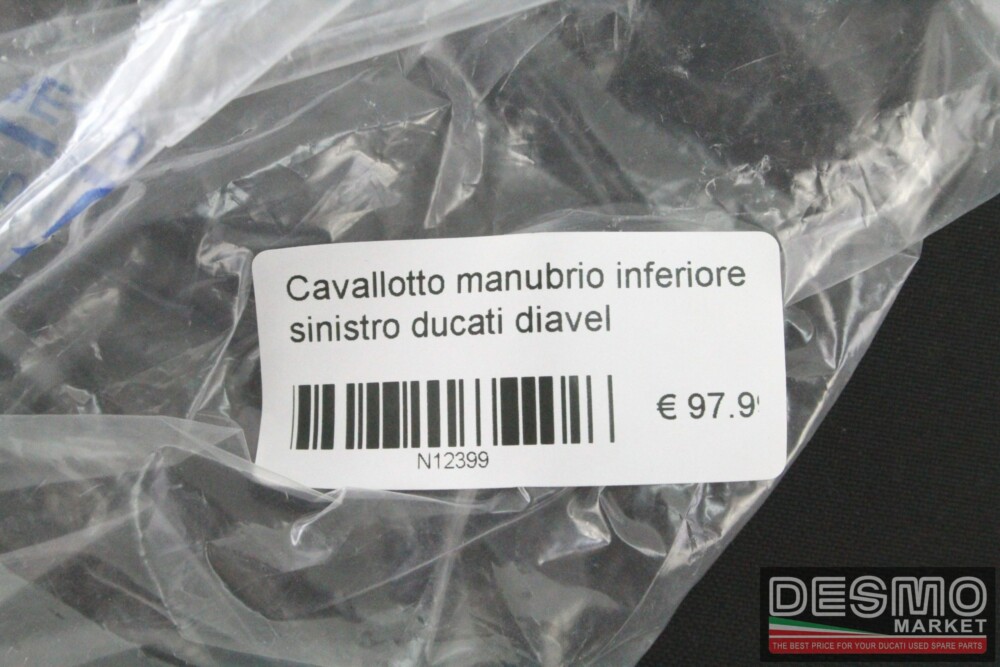 Cavallotto manubrio inferiore
sinistro ducati diavel
€ 97.9
N12399
DESMO
MARKET
THE BEST PRICE FOR YOUR DUCATI USED SPARE PARTS